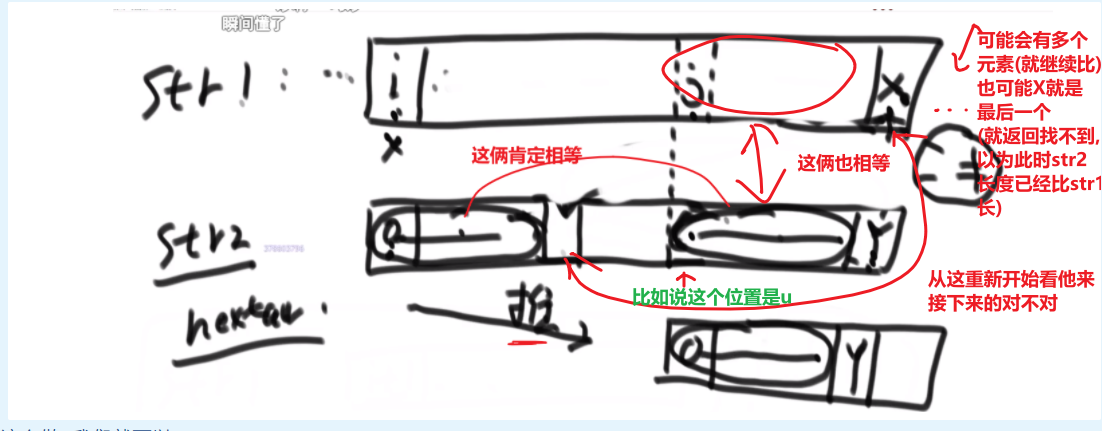 瞬间懂了
str1
i
j
X
x
可能会有多个
元素(就继续比)
也可能X就是
最后一个
(就返回找不到,
以为此时str2
长度已经比str1
长)
这俩肯定相等
这俩也相等
str2
0
Y
Y
376603796
比如说这个位置是u
从这重新开始看他来
接下来的对不对
0
Y